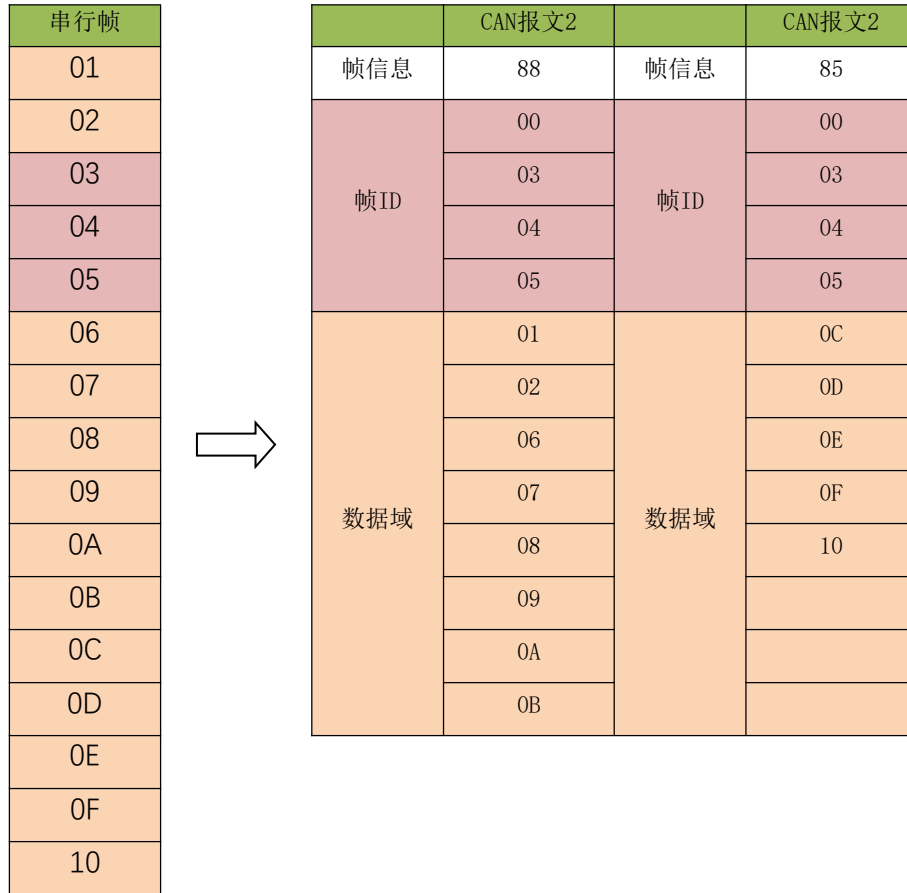 串行帧
01
02
03
04
05
06
07
08
09
0A
0B
0C
0D
0E
0F
10
CAN报文2 CAN报文2
帧信息 88 帧信息 85
帧ID 00 帧ID 00
03 03
04 04
05 05
数据域 01 数据域 0C
02 0D
06 0E
07 0F
08 10
09
0A
0B